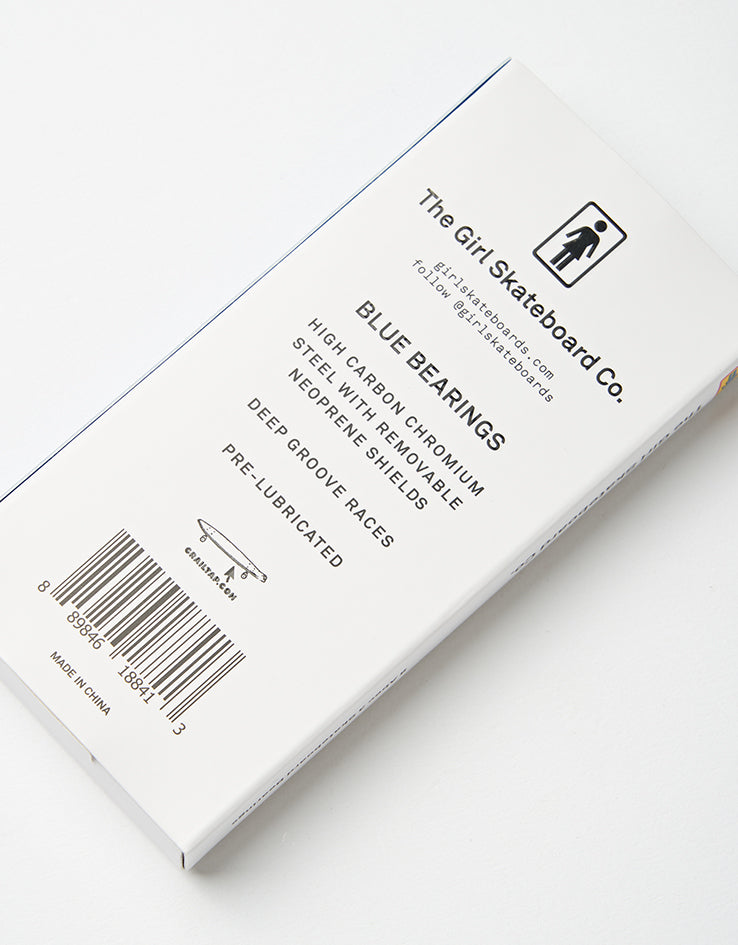 The Girl Skateboard Co.
girlskateboards.com
follow @girlskateboards
BLUE BEARINGS
HIGH CARBON CHROMIUM
STEEL WITH REMOVABLE
NEOPRENE SHIELDS
DEEP GROOVE RACES
PRE-LUBRICATED
CRAILTAP.COM
8 89846 18841 3
MADE IN CHINA